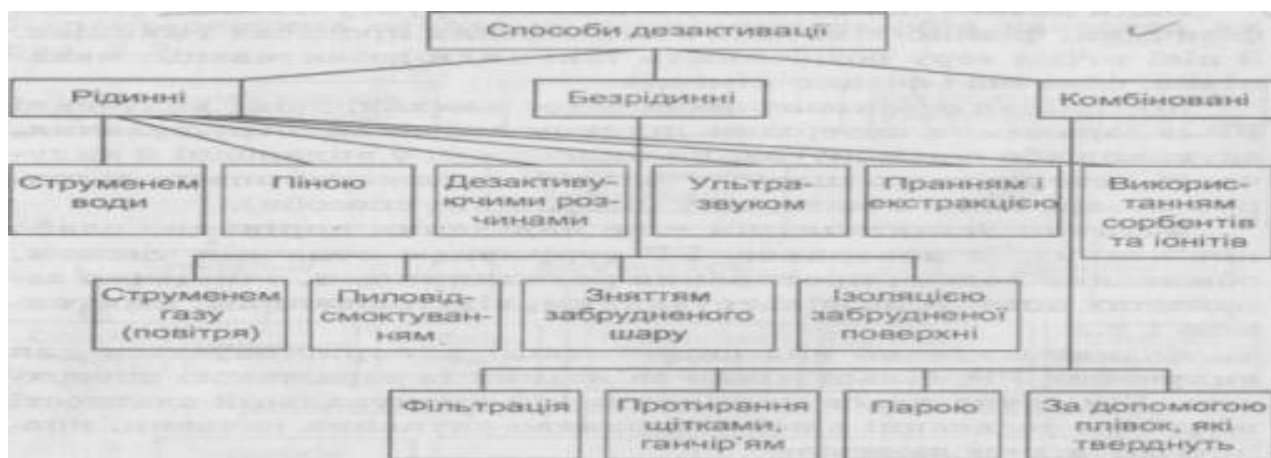 Способи дезактивації
Рідинні
Безрідинні
Комбіновані
Струменем
води
Піною
Дезактиву-
ючими роз-
чинами
Ультра-
звуком
Пранням і
екстракцією
Викорис-
танням
сорбентів
та іонітів
Струменем
газу
(повітря)
Пиловід-
смоктуван-
ням
Зняттям
забрудненого
шару
Ізоляцією
забрудненої
поверхні
Фільтрація
Протирання
щітками,
ганчір'ям
Парою
За допомогою
плівок, які
тверднуть